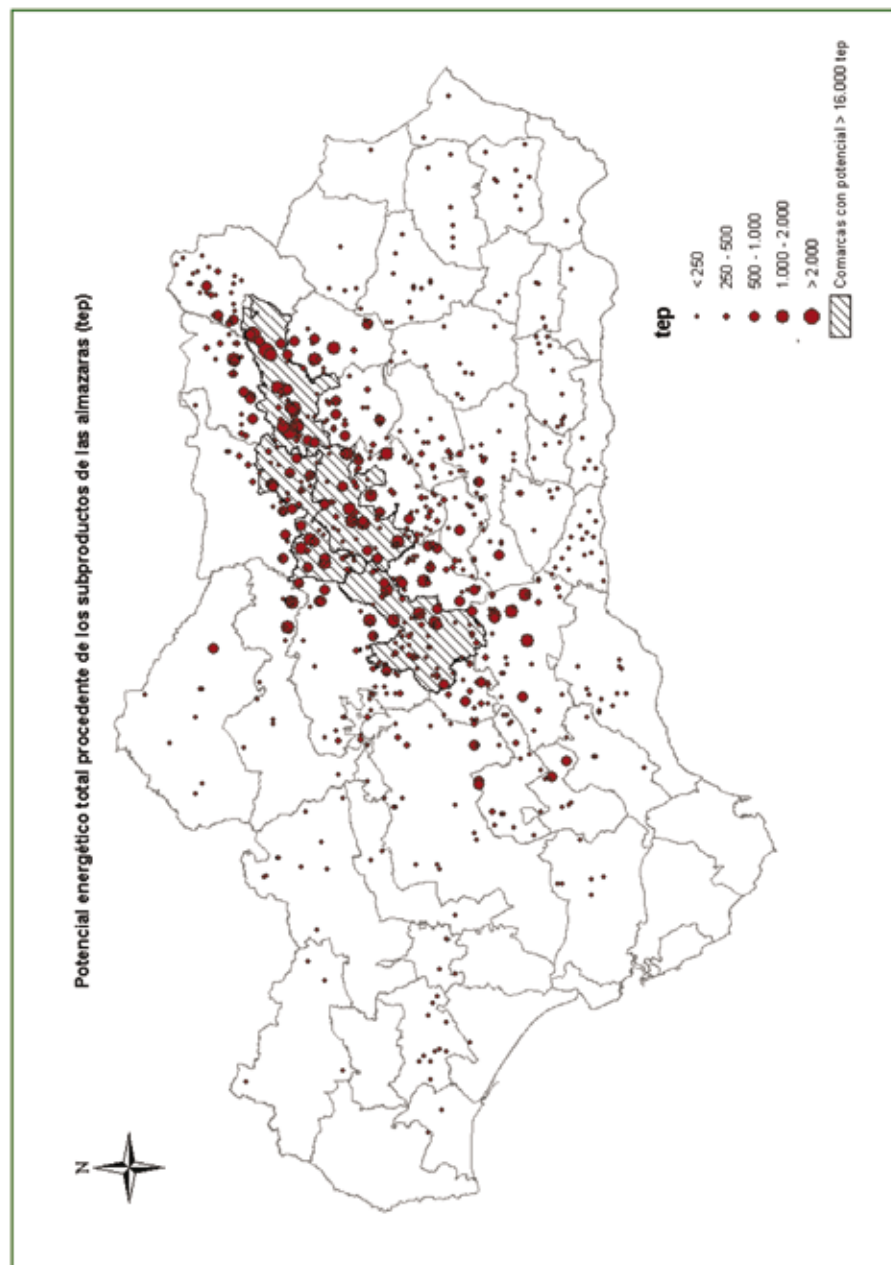 Potencial energético total procedente de los subproductos de las almazaras (tep)
N
tep
< 250
250 - 500
500 - 1.000
1.000 - 2.000
> 2.000
Comarcas con potencial > 16.000 tep